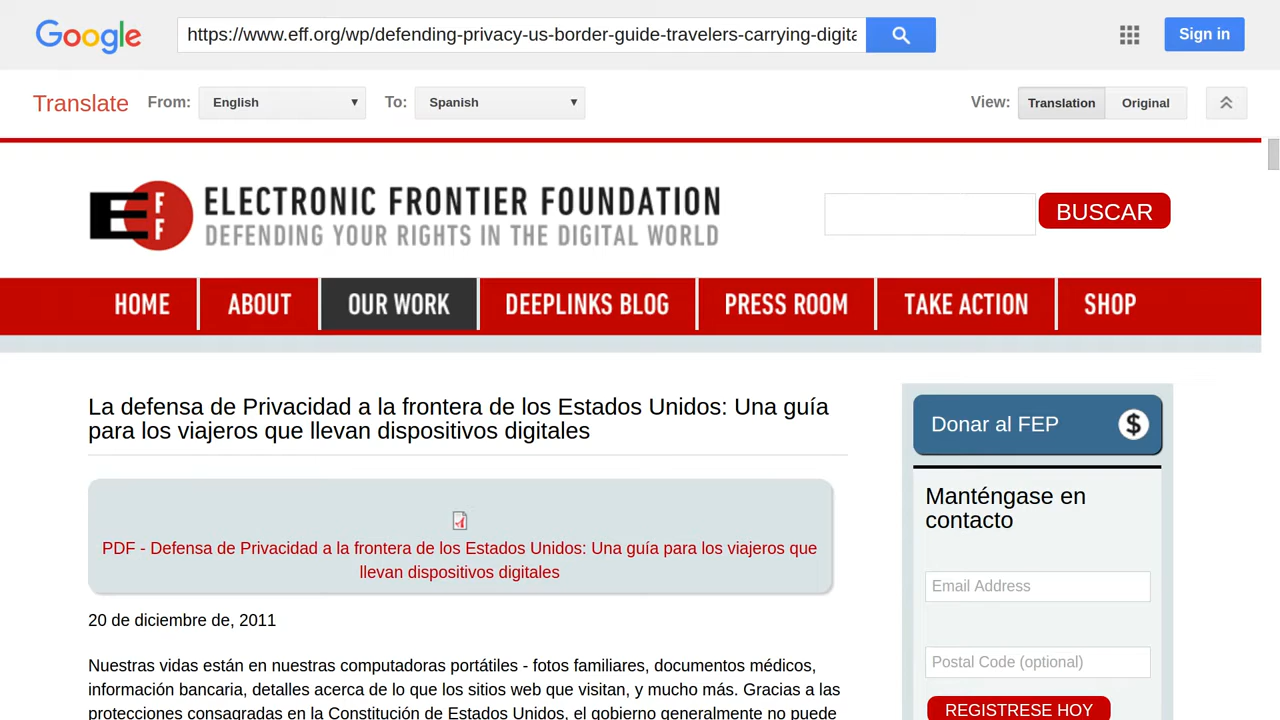 Google
https://www.eff.org/wp/defending-privacy-us-border-guide-travelers-carrying-digita
Sign in
Translate From: English ▼ To: Spanish ▼ View: Translation Original
E F F
ELECTRONIC FRONTIER FOUNDATION
DEFENDING YOUR RIGHTS IN THE DIGITAL WORLD
BUSCAR
HOME ABOUT OUR WORK DEEPLINKS BLOG PRESS ROOM TAKE ACTION SHOP
La defensa de Privacidad a la frontera de los Estados Unidos: Una guía
para los viajeros que llevan dispositivos digitales
PDF - Defensa de Privacidad a la frontera de los Estados Unidos: Una guía para los viajeros que
llevan dispositivos digitales
20 de diciembre de, 2011
Nuestras vidas están en nuestras computadoras portátiles - fotos familiares, documentos médicos,
información bancaria, detalles acerca de lo que los sitios web que visitan, y mucho más. Gracias a las
protecciones consagradas en la Constitución de Estados Unidos, el gobierno generalmente no puede
Donar al FEP $
Manténgase en
contacto
Email Address
Postal Code (optional)
REGISTRESE HOY